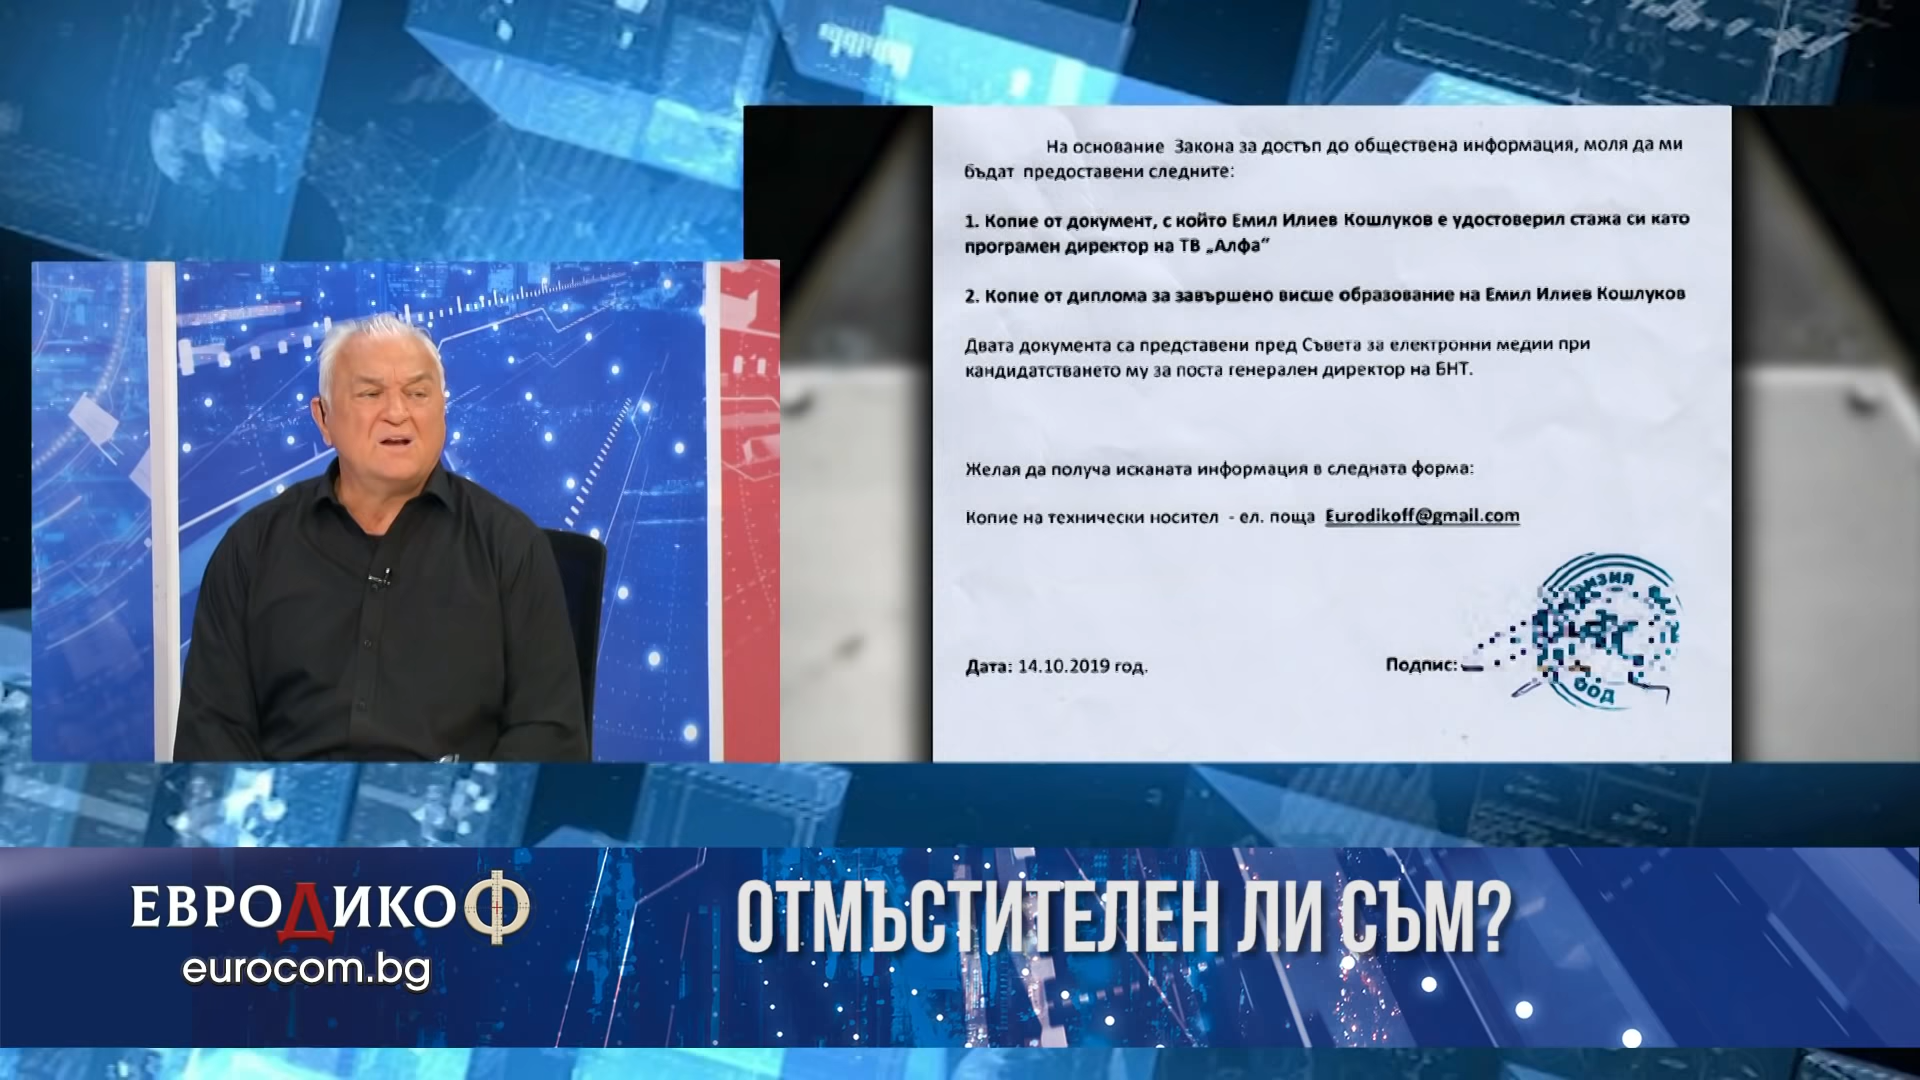 На основание Закона за достъп до обществена информация, моля да ми
бъдат предоставени следните:
1. Копие от документ, с който Емил Илиев Кошлуков е удостоверил стажа си като
програмен директор на ТВ „Алфа“
2. Копие от диплома за завършено висше образование на Емил Илиев Кошлуков
Двата документа са представени пред Съвета за електронни медии при
кандидатстването му за поста генерален директор на БНТ.
Желая да получа исканата информация в следната форма:
Копие на технически носител - ел. поща Eurodikoff@gmail.com
Дата: 14.10.2019 год.
Подпис:
ООД
ЕВРОДИКОФ
eurocom.bg
ОТМЪСТИТЕЛЕН ЛИ СЪМ?